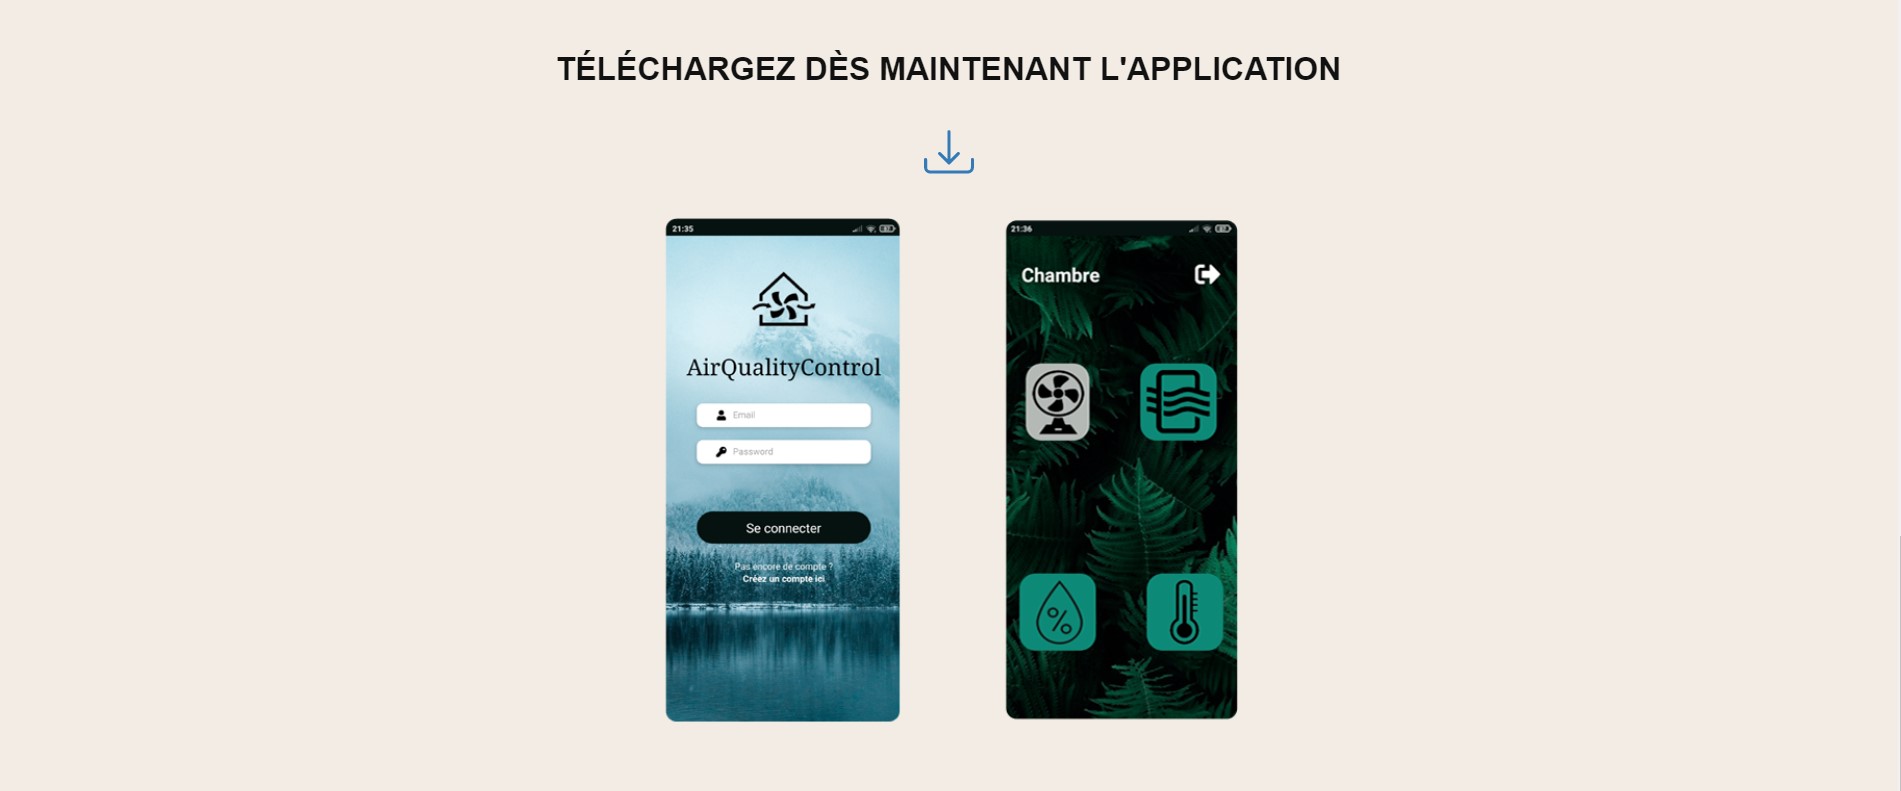 TÉLÉCHARGEZ DÈS MAINTENANT L'APPLICATION
21:35
AirQualityControl
Email
Password
Se connecter
Pas encore de compte ?
Créez un compte ici
21:36
Chambre
%